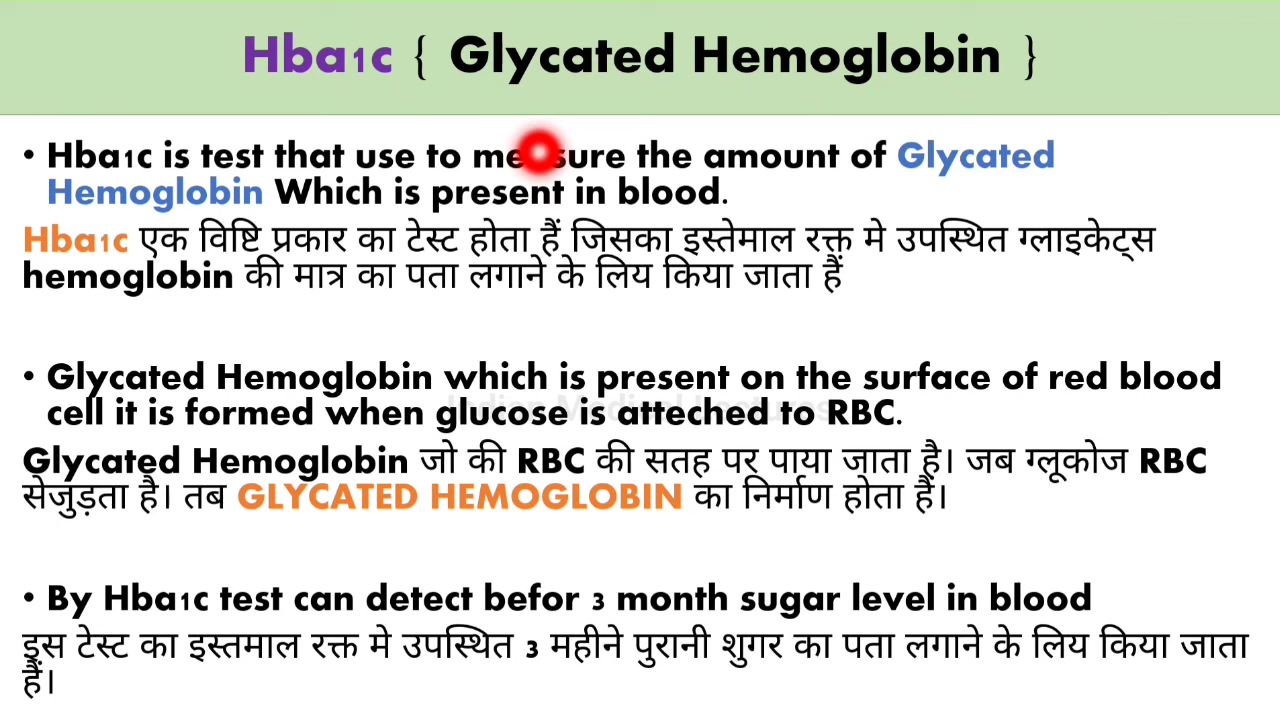 Hba1c { Glycated Hemoglobin }
• Hba1c is test that use to measure the amount of Glycated
Hemoglobin Which is present in blood.
Hba1c एक विष्टि प्रकार का टेस्ट होता हैं जिसका इस्तेमाल रक्त मे उपस्थित ग्लाइकेट्स
hemoglobin की मात्र का पता लगाने के लिय किया जाता हैं
• Glycated Hemoglobin which is present on the surface of red blood
cell it is formed when glucose is atteched to RBC.
Indian Medical Lectures
Glycated Hemoglobin जो की RBC की सतह पर पाया जाता है। जब ग्लूकोज RBC
सेजुड़ता है। तब GLYCATED HEMOGLOBIN का निर्माण होता हैं।
• By Hba1c test can detect befor 3 month sugar level in blood
इस टेस्ट का इस्तमाल रक्त मे उपस्थित 3 महीने पुरानी शुगर का पता लगाने के लिय किया जाता
हैं।